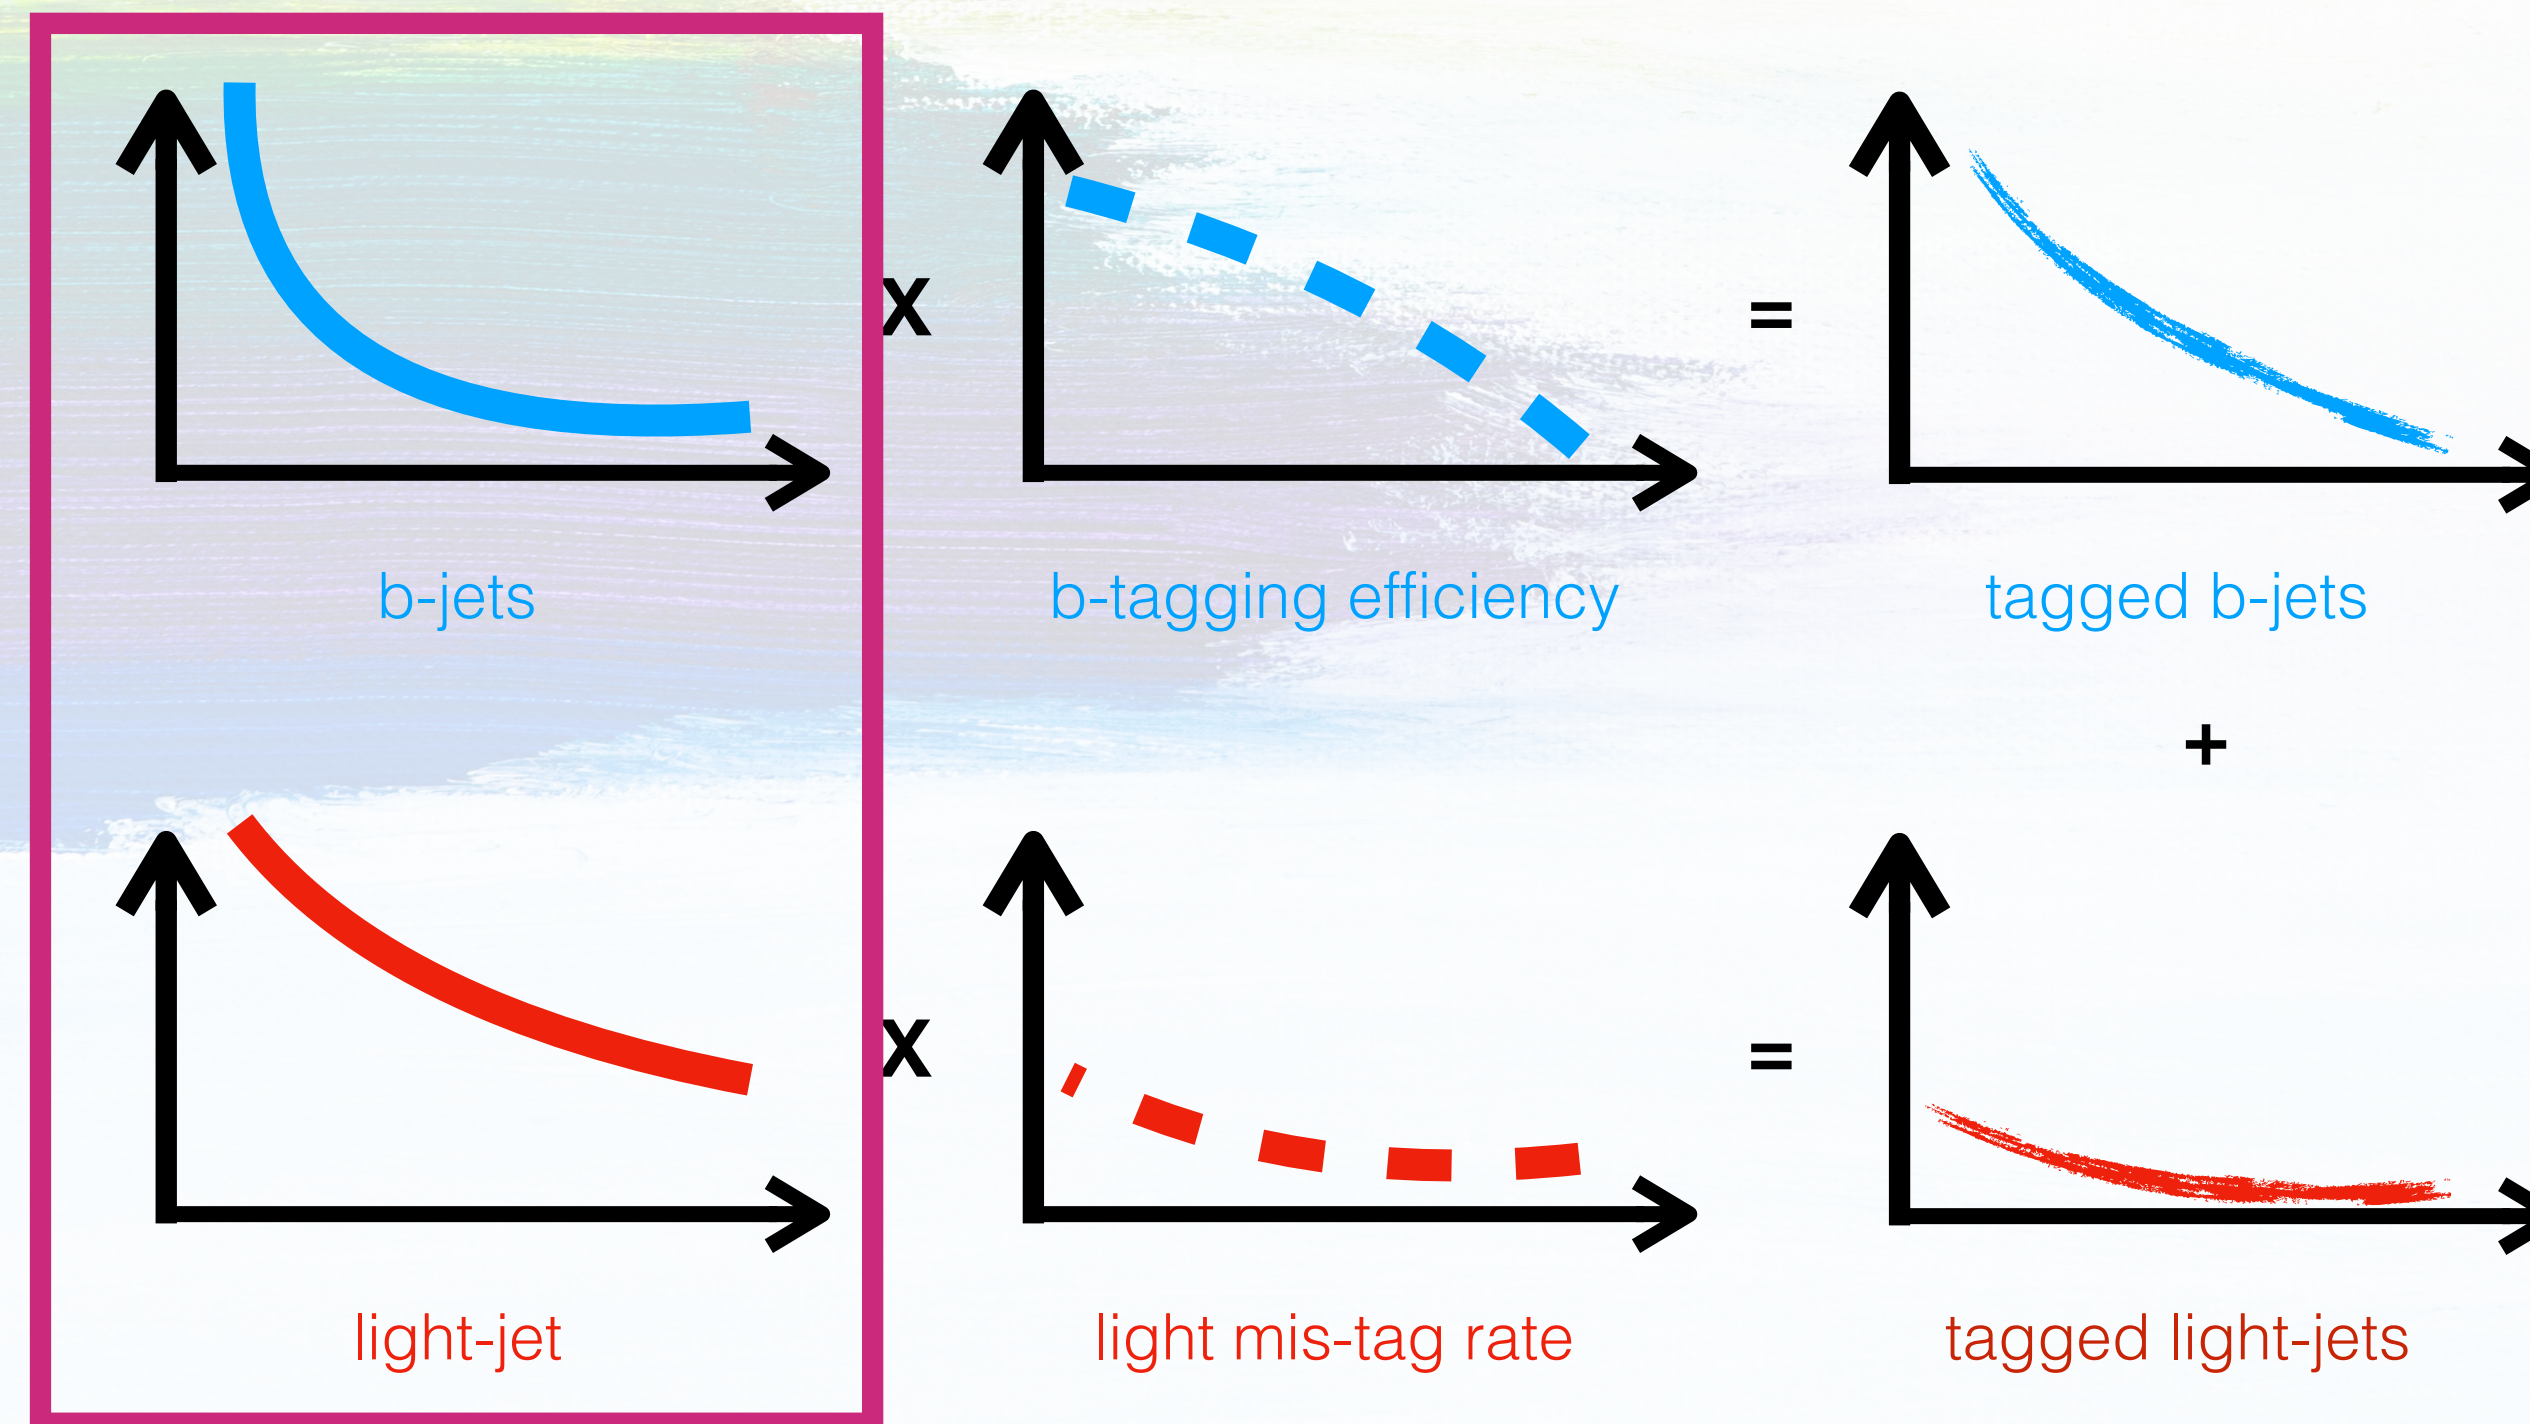 x
=
b-jets
b-tagging efficiency
tagged b-jets
+
x
=
light-jet
light mis-tag rate
tagged light-jets